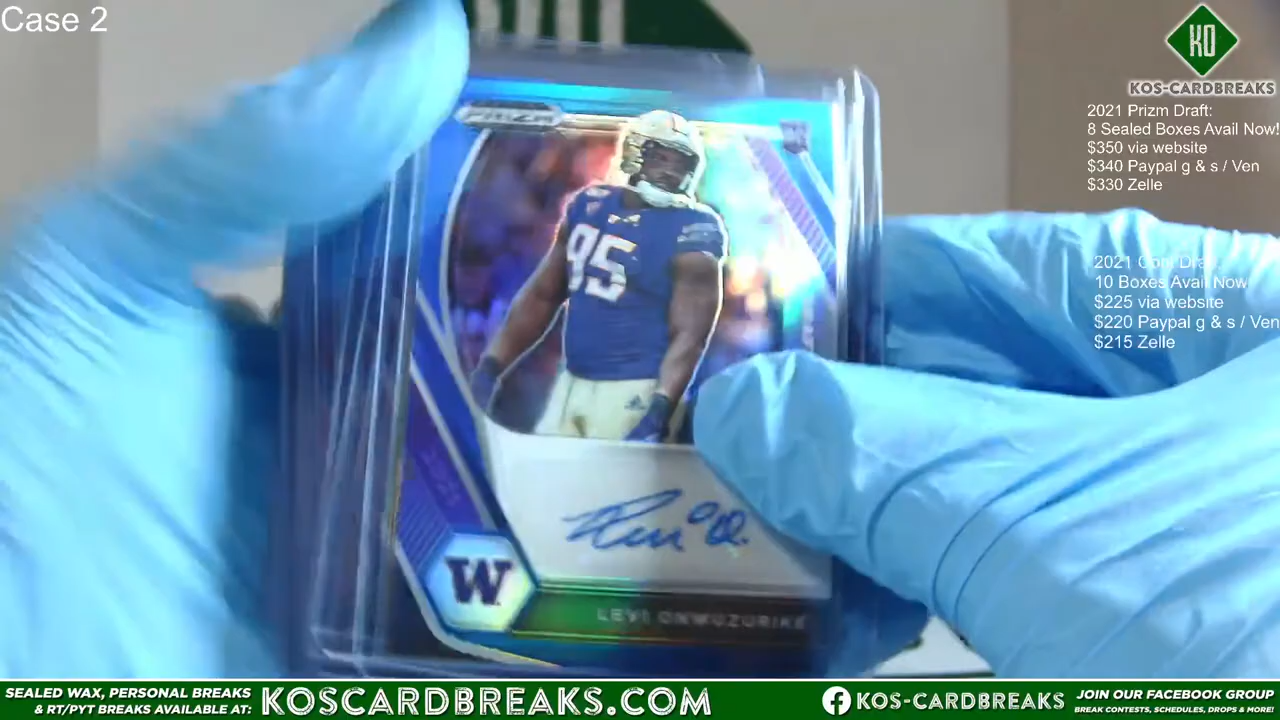 Case 2
KO
KOS-CARDBREAKS
2021 Prizm Draft:
8 Sealed Boxes Avail Now!
$350 via website
$340 Paypal g & s / Ven
$330 Zelle
2021
10 Boxes Avail Now
$225 via website
$220 Paypal g & s / Ven
$215 Zelle
PRIZM
95
W
LEVI ONWUZURIKE
SEALED WAX, PERSONAL BREAKS
& RT/PYT BREAKS AVAILABLE AT:
KOSCARDBREAKS.COM
KOS-CARDBREAKS
JOIN OUR FACEBOOK GROUP
BREAK CONTESTS, SCHEDULES, DROPS & MORE!